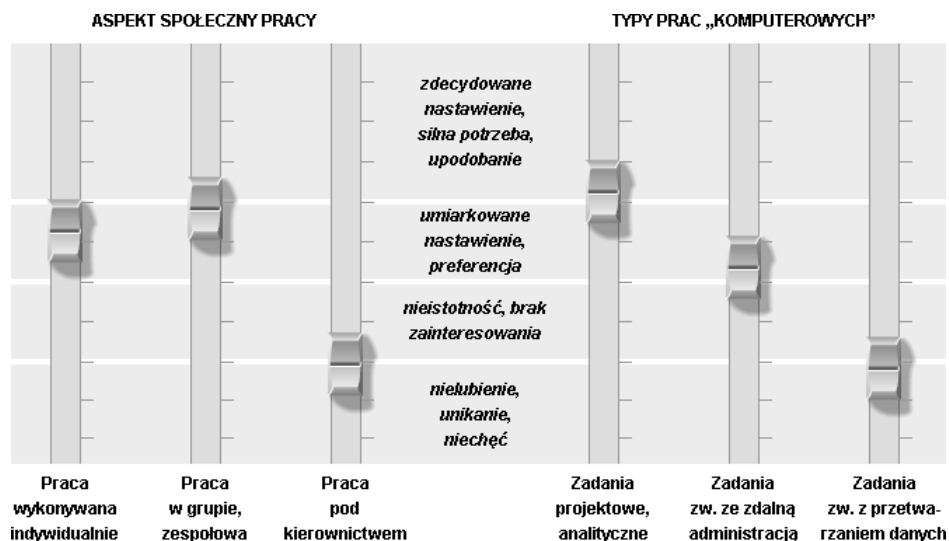 ASPEKT SPOŁECZNY PRACY
TYPY PRAC „KOMPUTEROWYCH”
zdecydowane
nastawienie,
silna potrzeba,
upodobanie
umiarkowane
nastawienie,
preferencja
nieistotność, brak
zainteresowania
nielubienie,
unikanie,
niechęć
Praca
wykonywana
indywidualnie
Praca
w grupie,
zespołowa
Praca
pod
kierownictwem
Zadania
projektowe,
analityczne
Zadania
zw. ze zdalną
administracją
Zadania
zw. z przetwa-
rzaniem danych